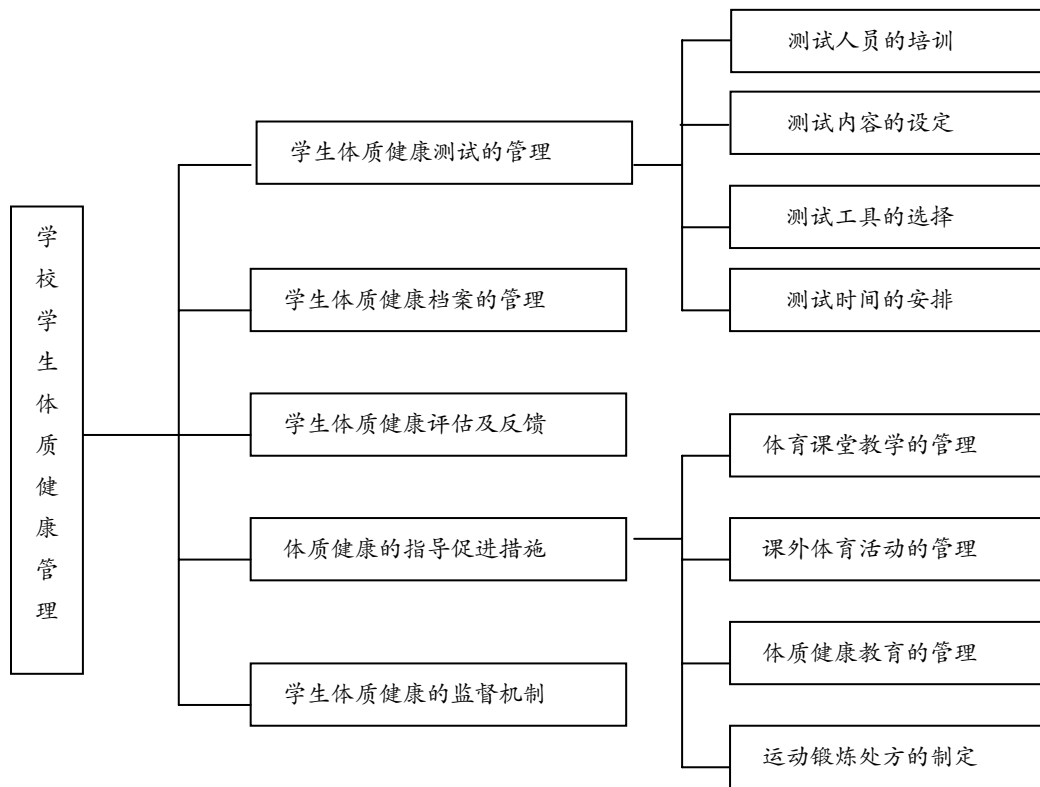 学校学生体质健康管理
学生体质健康测试的管理
学生体质健康档案的管理
学生体质健康评估及反馈
体质健康的指导促进措施
学生体质健康的监督机制
测试人员的培训
测试内容的设定
测试工具的选择
测试时间的安排
体育课堂教学的管理
课外体育活动的管理
体质健康教育的管理
运动锻炼处方的制定